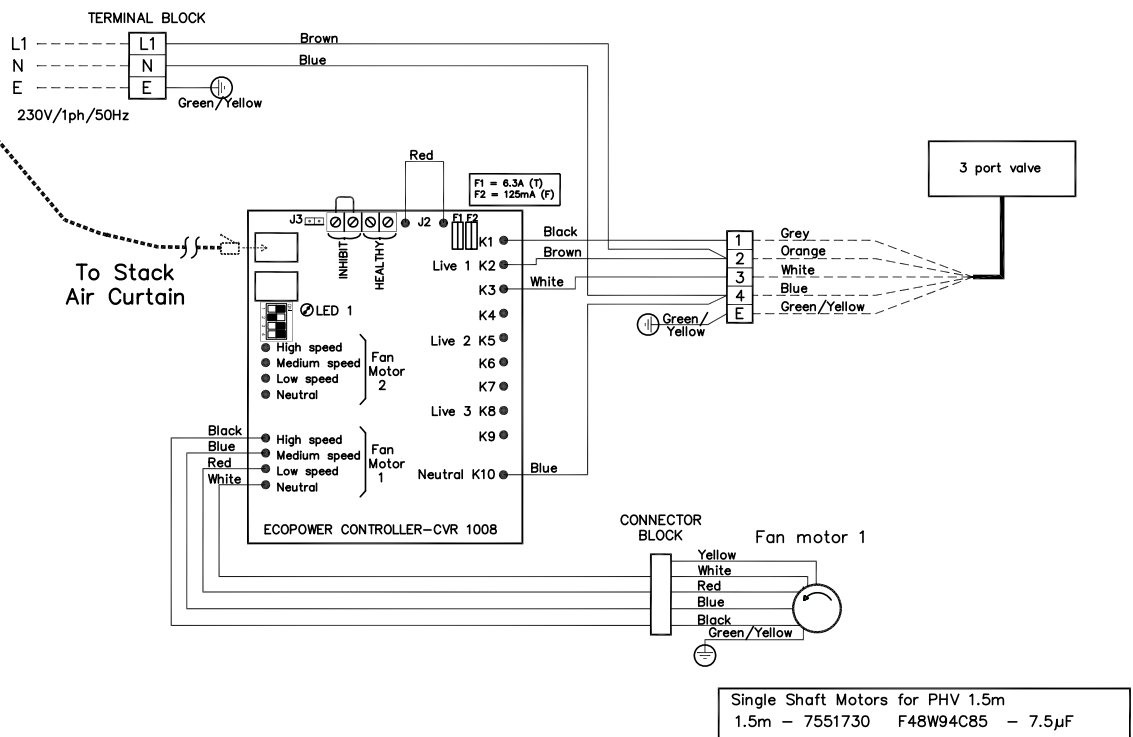 TERMINAL BLOCK
L1 L1 Brown
N N Blue
E E Green/Yellow
230V/1ph/50Hz
To Stack
Air Curtain
Red
F1 = 6.3A (T)
F2 = 125mA (F)
J3 J2 F1 F2
INHIBIT
HEALTHY
LED 1
K1 Black
Live 1 K2 Brown
K3 White
K4
Live 2 K5
K6
K7
Live 3 K8
K9
Neutral K10 Blue
High speed
Medium speed
Low speed
Neutral
Fan
Motor
2
Black High speed
Blue Medium speed
Red Low speed
White Neutral
Fan
Motor
1
ECOPOWER CONTROLLER-CVR 1008
3 port valve
1 Grey
2 Orange
3 White
4 Blue
E Green/Yellow
Green/
Yellow
CONNECTOR
BLOCK
Fan motor 1
Yellow
White
Red
Blue
Black
Green/Yellow
Single Shaft Motors for PHV 1.5m
1.5m - 7551730 F48W94C85 - 7.5µF